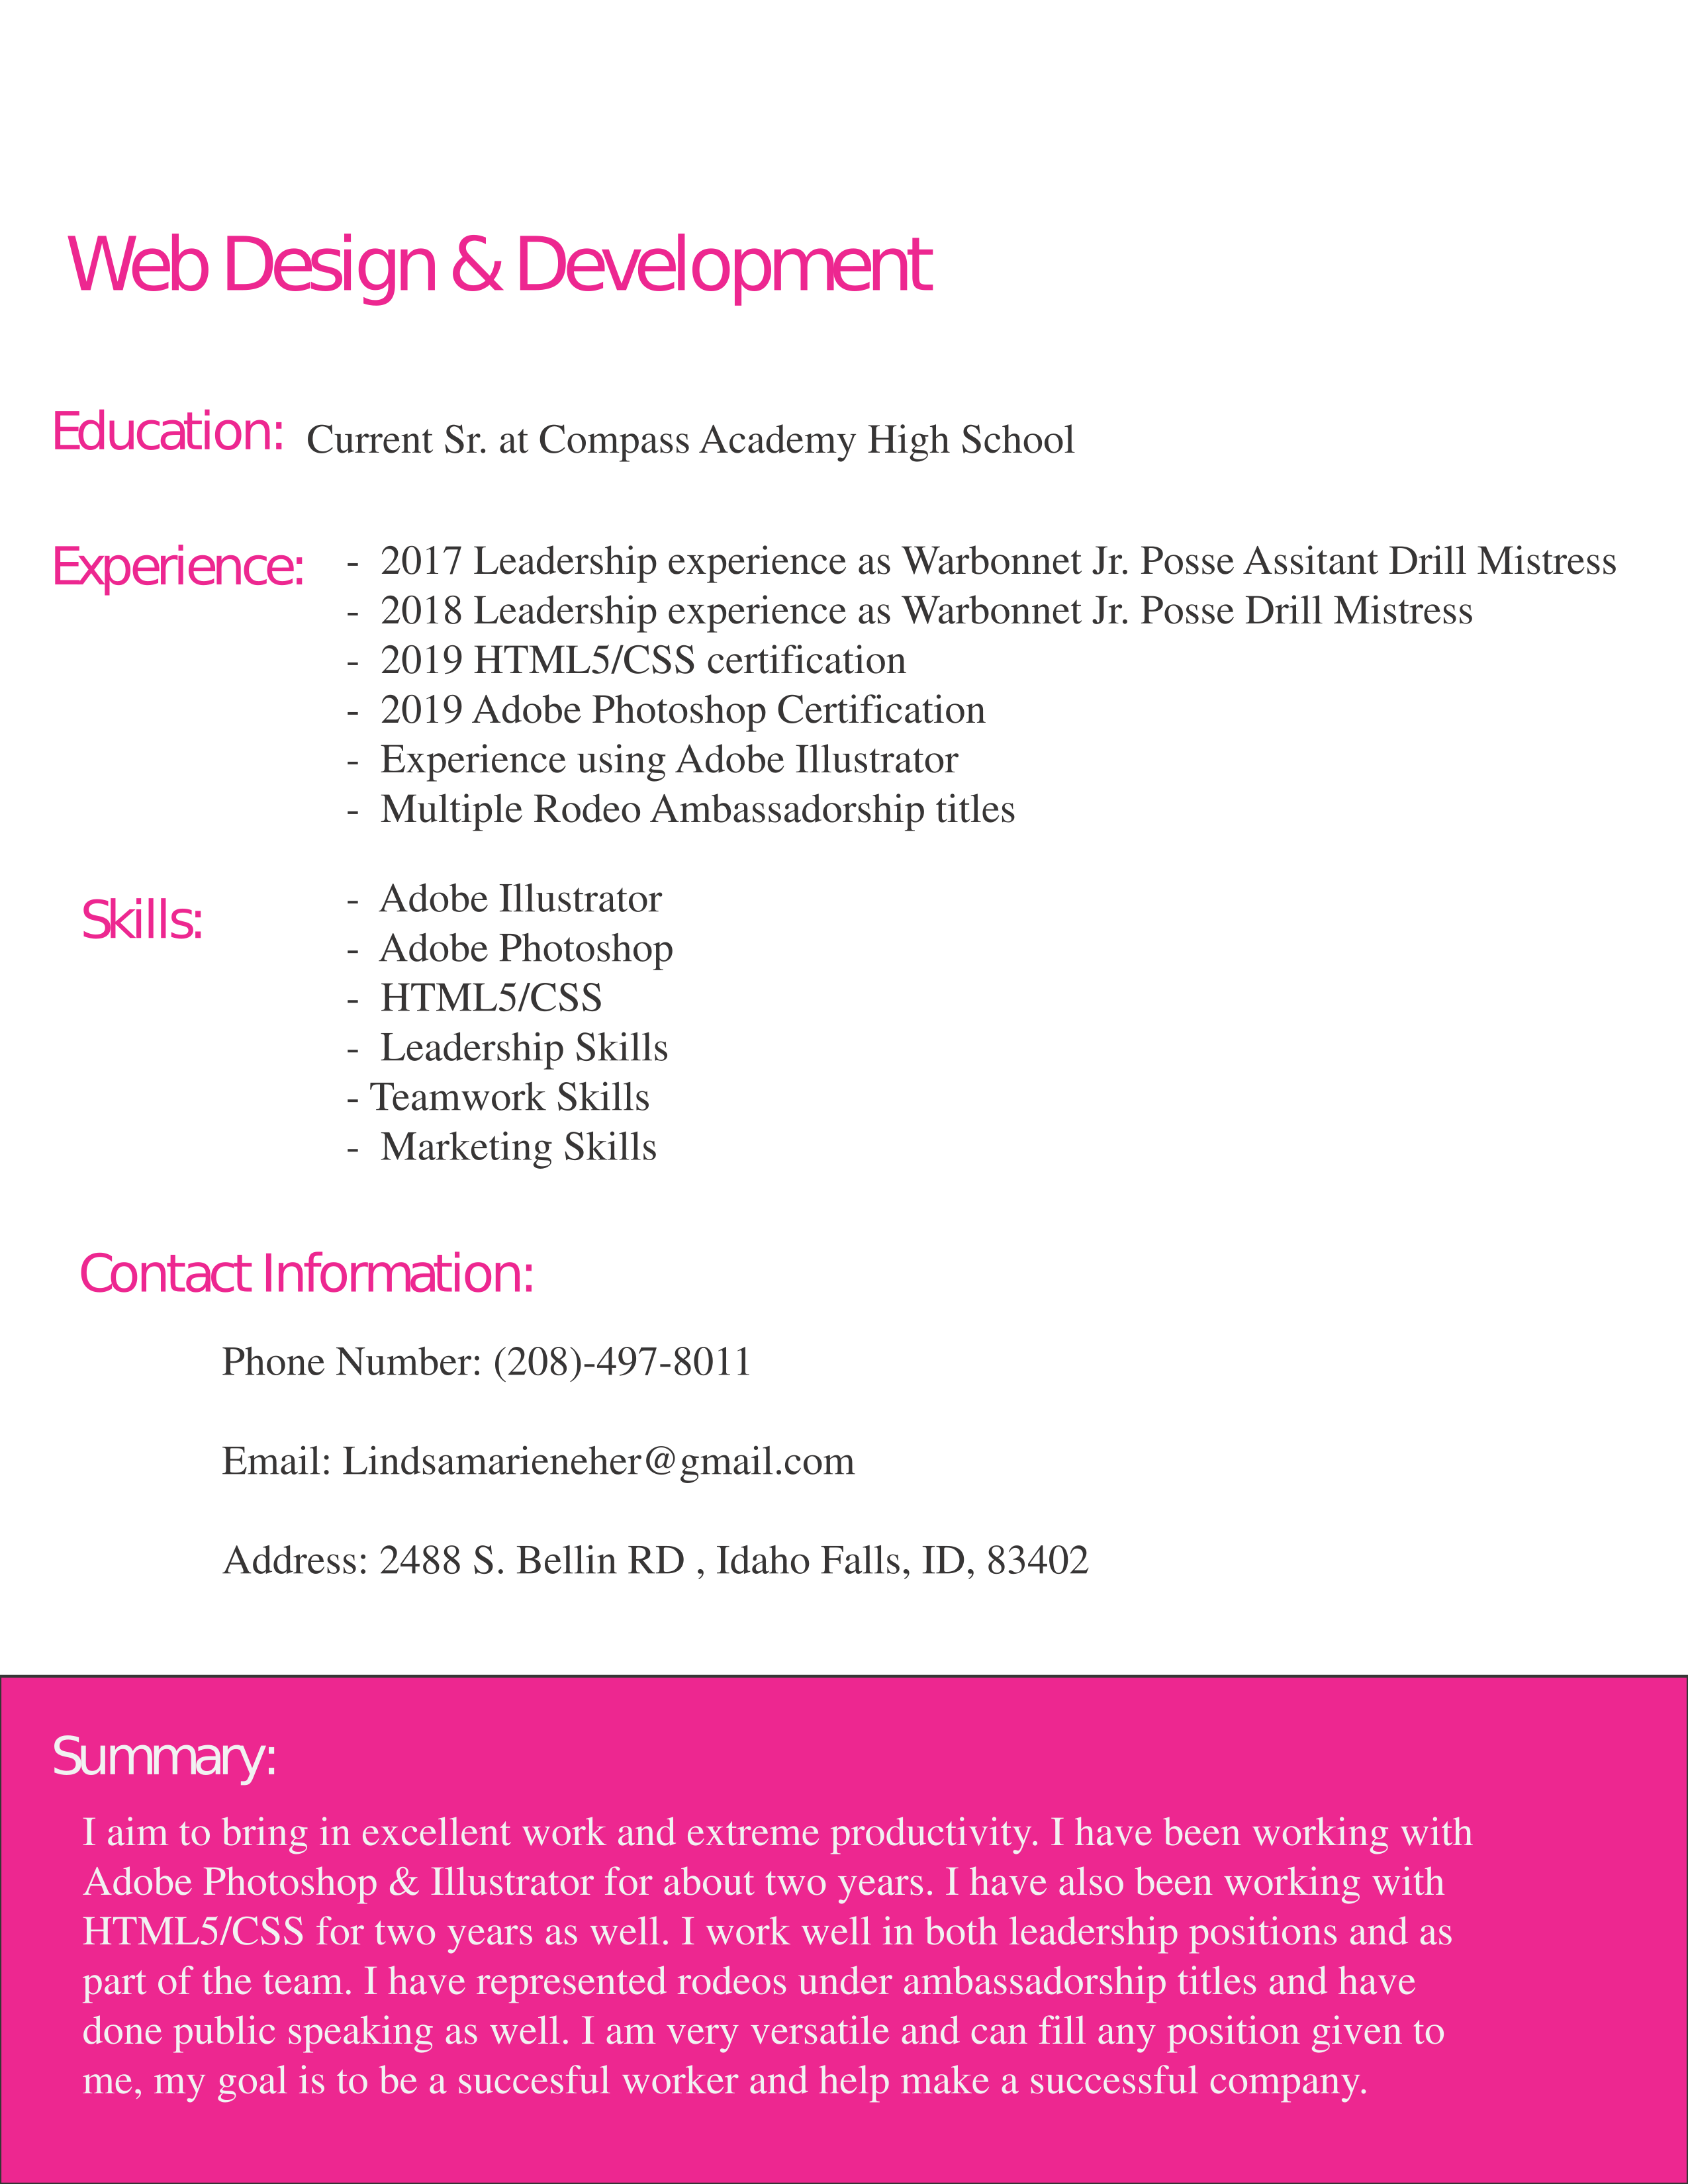 Web Design & Development
Education: Current Sr. at Compass Academy High School
Experience: - 2017 Leadership experience as Warbonnet Jr. Posse Assitant Drill Mistress
- 2018 Leadership experience as Warbonnet Jr. Posse Drill Mistress
- 2019 HTML5/CSS certification
- 2019 Adobe Photoshop Certification
- Experience using Adobe Illustrator
- Multiple Rodeo Ambassadorship titles
Skills: - Adobe Illustrator
- Adobe Photoshop
- HTML5/CSS
- Leadership Skills
- Teamwork Skills
- Marketing Skills
Contact Information:
Phone Number: (208)-497-8011
Email: Lindsamarieneher@gmail.com
Address: 2488 S. Bellin RD , Idaho Falls, ID, 83402
Summary:
I aim to bring in excellent work and extreme productivity. I have been working with
Adobe Photoshop & Illustrator for about two years. I have also been working with
HTML5/CSS for two years as well. I work well in both leadership positions and as
part of the team. I have represented rodeos under ambassadorship titles and have
done public speaking as well. I am very versatile and can fill any position given to
me, my goal is to be a succesful worker and help make a successful company.